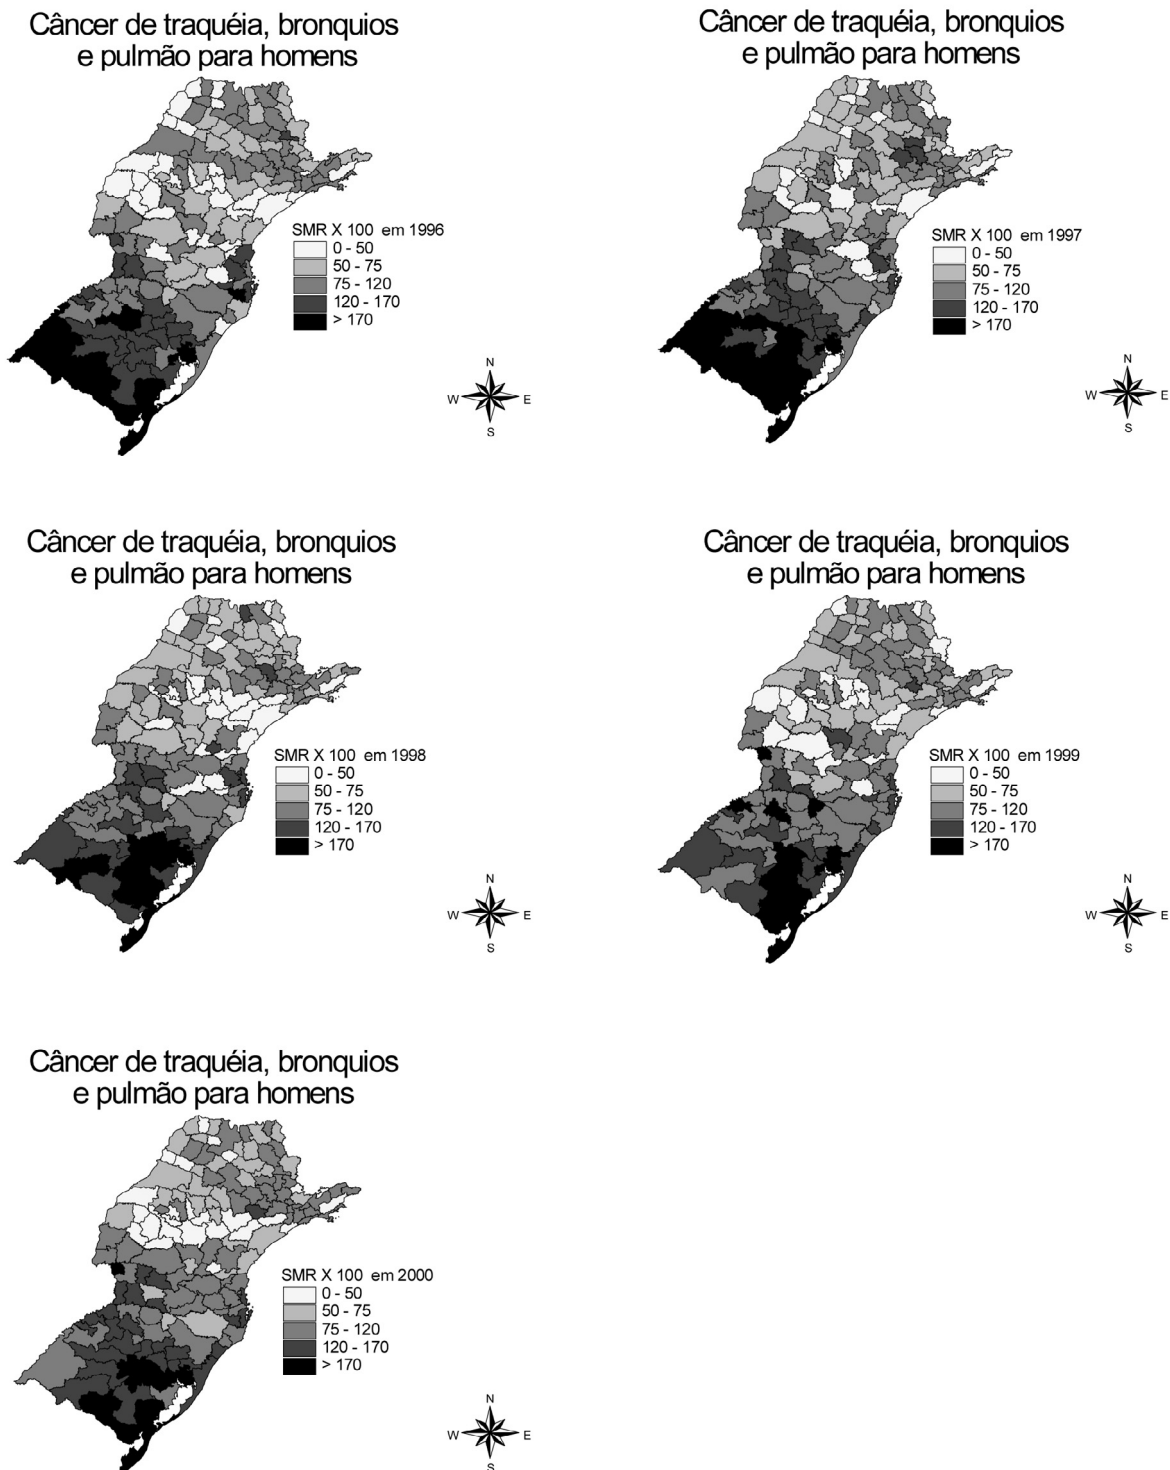 Câncer de traquéia, bronquios
e pulmão para homens
SMR X 100 em 1996
0 - 50
50 - 75
75 - 120
120 - 170
> 170
N
W E
S
Câncer de traquéia, bronquios
e pulmão para homens
SMR X 100 em 1997
0 - 50
50 - 75
75 - 120
120 - 170
> 170
N
W E
S
Câncer de traquéia, bronquios
e pulmão para homens
SMR X 100 em 1998
0 - 50
50 - 75
75 - 120
120 - 170
> 170
N
W E
S
Câncer de traquéia, bronquios
e pulmão para homens
SMR X 100 em 1999
0 - 50
50 - 75
75 - 120
120 - 170
> 170
N
W E
S
Câncer de traquéia, bronquios
e pulmão para homens
SMR X 100 em 2000
0 - 50
50 - 75
75 - 120
120 - 170
> 170
N
W E
S